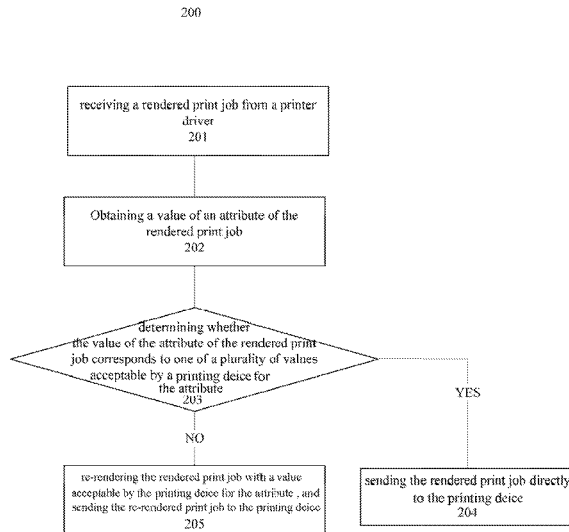 200
receiving a rendered print job from a printer
driver
201
Obtaining a value of an attribute of the
rendered print job
202
determining whether
the value of the attribute of the rendered print
job corresponds to one of a plurality of values
acceptable by a printing deice for
the attribute
203
YES
NO
re-rendering the rendered print job with a value
acceptable by the printing deice for the attribute , and
sending the re-rendered print job to the printing deice
205
sending the rendered print job directly
to the printing deice
204